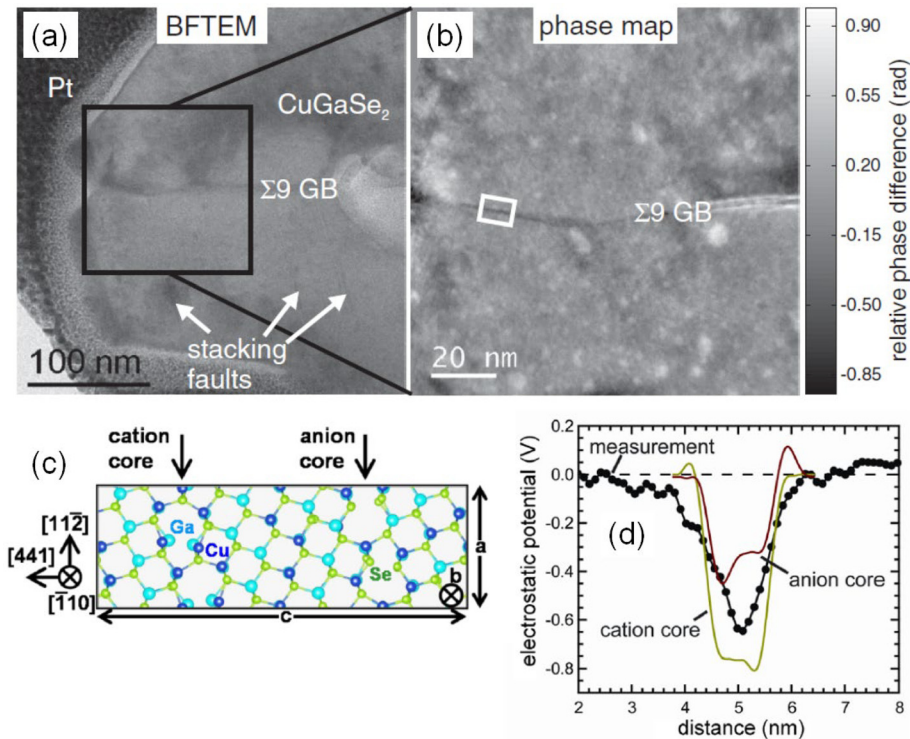 (a)
BFTEM
Pt
CuGaSe₂
Σ9 GB
stacking
faults
100 nm
(b)
phase map
Σ9 GB
20 nm
0.90
0.55
0.20
-0.15
-0.50
-0.85
relative phase difference (rad)
(c)
cation
core
anion
core
[112̄]
[441]
[1̄10]
Ga
Cu
Se
a
b
c
(d)
0.2
0.0
-0.2
-0.4
-0.6
-0.8
electrostatic potential (V)
measurement
anion core
cation core
2
3
4
5
6
7
8
distance (nm)